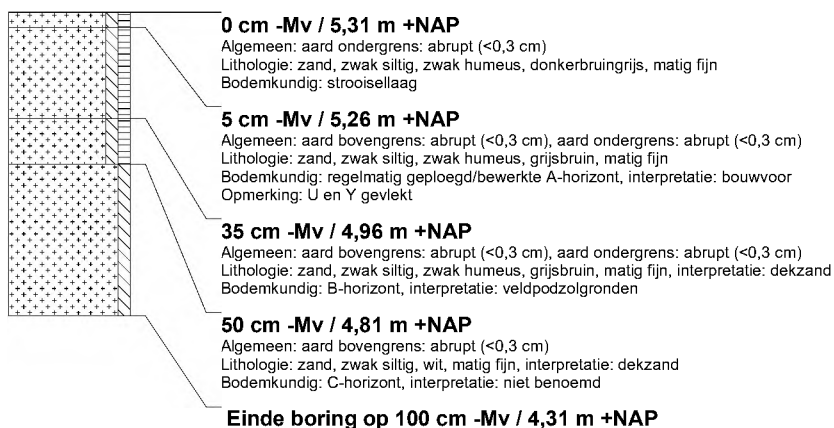 0 cm -Mv / 5,31 m +NAP
Algemeen: aard ondergrens: abrupt (<0,3 cm)
Lithologie: zand, zwak siltig, zwak humeus, donkerbruingrijs, matig fijn
Bodemkundig: strooisellaag
5 cm -Mv / 5,26 m +NAP
Algemeen: aard bovengrens: abrupt (<0,3 cm), aard ondergrens: abrupt (<0,3 cm)
Lithologie: zand, zwak siltig, zwak humeus, grijsbruin, matig fijn
Bodemkundig: regelmatig geploegd/bewerkte A-horizont, interpretatie: bouwvoor
Opmerking: U en Y gevlekt
35 cm -Mv / 4,96 m +NAP
Algemeen: aard bovengrens: abrupt (<0,3 cm), aard ondergrens: abrupt (<0,3 cm)
Lithologie: zand, zwak siltig, zwak humeus, grijsbruin, matig fijn, interpretatie: dekzand
Bodemkundig: B-horizont, interpretatie: veldpodzolgronden
50 cm -Mv / 4,81 m +NAP
Algemeen: aard bovengrens: abrupt (<0,3 cm)
Lithologie: zand, zwak siltig, wit, matig fijn, interpretatie: dekzand
Bodemkundig: C-horizont, interpretatie: niet benoemd
Einde boring op 100 cm -Mv / 4,31 m +NAP